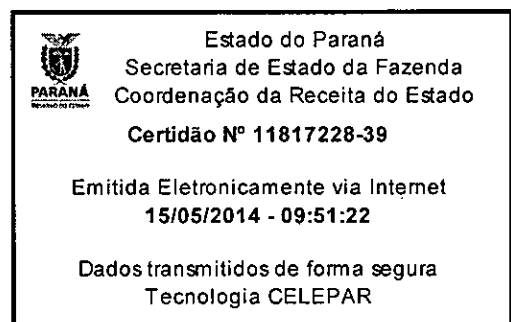 Estado do Paraná
Secretaria de Estado da Fazenda
PARANÁ
Coordenação da Receita do Estado
Certidão Nº 11817228-39
Emitida Eletronicamente via Internet
15/05/2014 - 09:51:22
Dados transmitidos de forma segura
Tecnologia CELEPAR